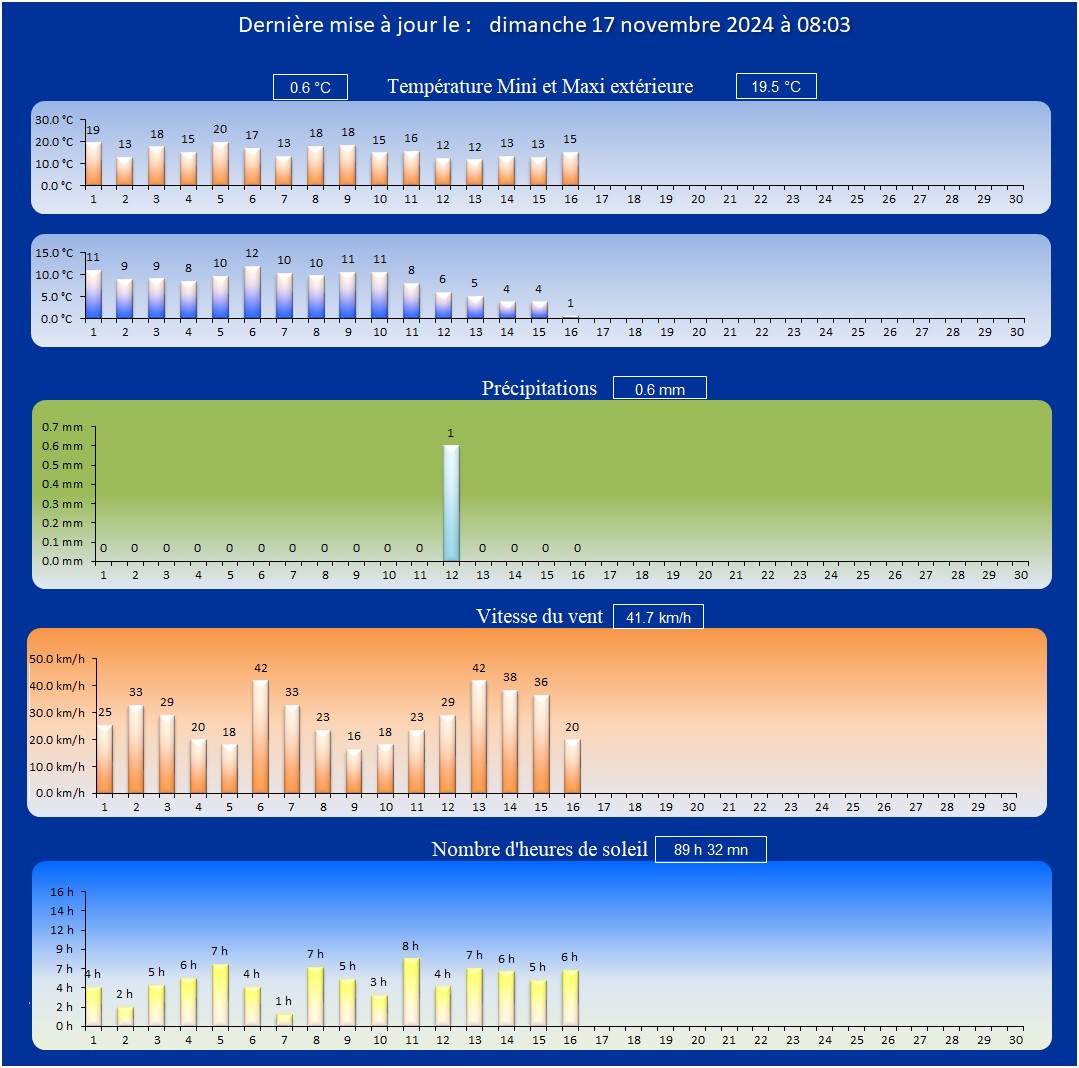 Dernière mise à jour le : dimanche 17 novembre 2024 à 08:03
0.6 °C Température Mini et Maxi extérieure 19.5 °C
30.0 °C
20.0 °C
10.0 °C
0.0 °C
19 13 18 15 20 17 13 18 18 15 16 12 12 13 13 15
1 2 3 4 5 6 7 8 9 10 11 12 13 14 15 16 17 18 19 20 21 22 23 24 25 26 27 28 29 30
15.0 °C
10.0 °C
5.0 °C
0.0 °C
11 9 9 8 10 12 10 10 11 11 8 6 5 4 4 1
1 2 3 4 5 6 7 8 9 10 11 12 13 14 15 16 17 18 19 20 21 22 23 24 25 26 27 28 29 30
Précipitations 0.6 mm
0.7 mm
0.6 mm
0.5 mm
0.4 mm
0.3 mm
0.2 mm
0.1 mm
0.0 mm
0 0 0 0 0 0 0 0 0 0 0 1 0 0 0 0
1 2 3 4 5 6 7 8 9 10 11 12 13 14 15 16 17 18 19 20 21 22 23 24 25 26 27 28 29 30
Vitesse du vent 41.7 km/h
50.0 km/h
40.0 km/h
30.0 km/h
20.0 km/h
10.0 km/h
0.0 km/h
25 33 29 20 18 42 33 23 16 18 23 29 42 38 36 20
1 2 3 4 5 6 7 8 9 10 11 12 13 14 15 16 17 18 19 20 21 22 23 24 25 26 27 28 29 30
Nombre d'heures de soleil 89 h 32 mn
16 h
14 h
12 h
9 h
7 h
4 h
2 h
0 h
4 h 2 h 5 h 6 h 7 h 4 h 1 h 7 h 5 h 3 h 8 h 4 h 7 h 6 h 5 h 6 h
1 2 3 4 5 6 7 8 9 10 11 12 13 14 15 16 17 18 19 20 21 22 23 24 25 26 27 28 29 30